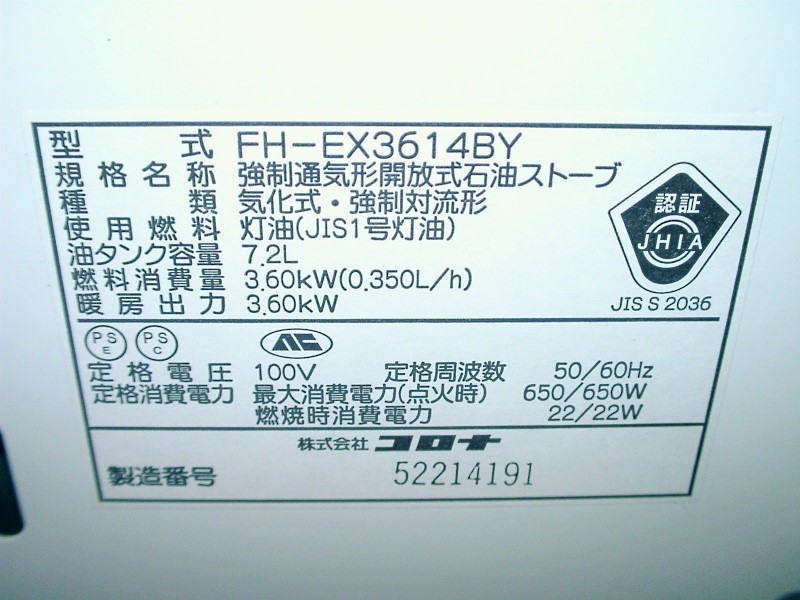 型式 FH-EX3614BY
規格名称 強制通気形開放式石油ストーブ
種類 気化式・強制対流形
使用燃料 灯油(JIS1号灯油)
油タンク容量 7.2L
燃料消費量 3.60kW(0.350L/h)
暖房出力 3.60kW
認証
JHIA
JIS S 2036
PS E PS C
定格電圧 100V 定格周波数 50/60Hz
定格消費電力 最大消費電力(点火時) 650/650W
燃焼時消費電力 22/22W
株式会社 コロナ
製造番号 52214191